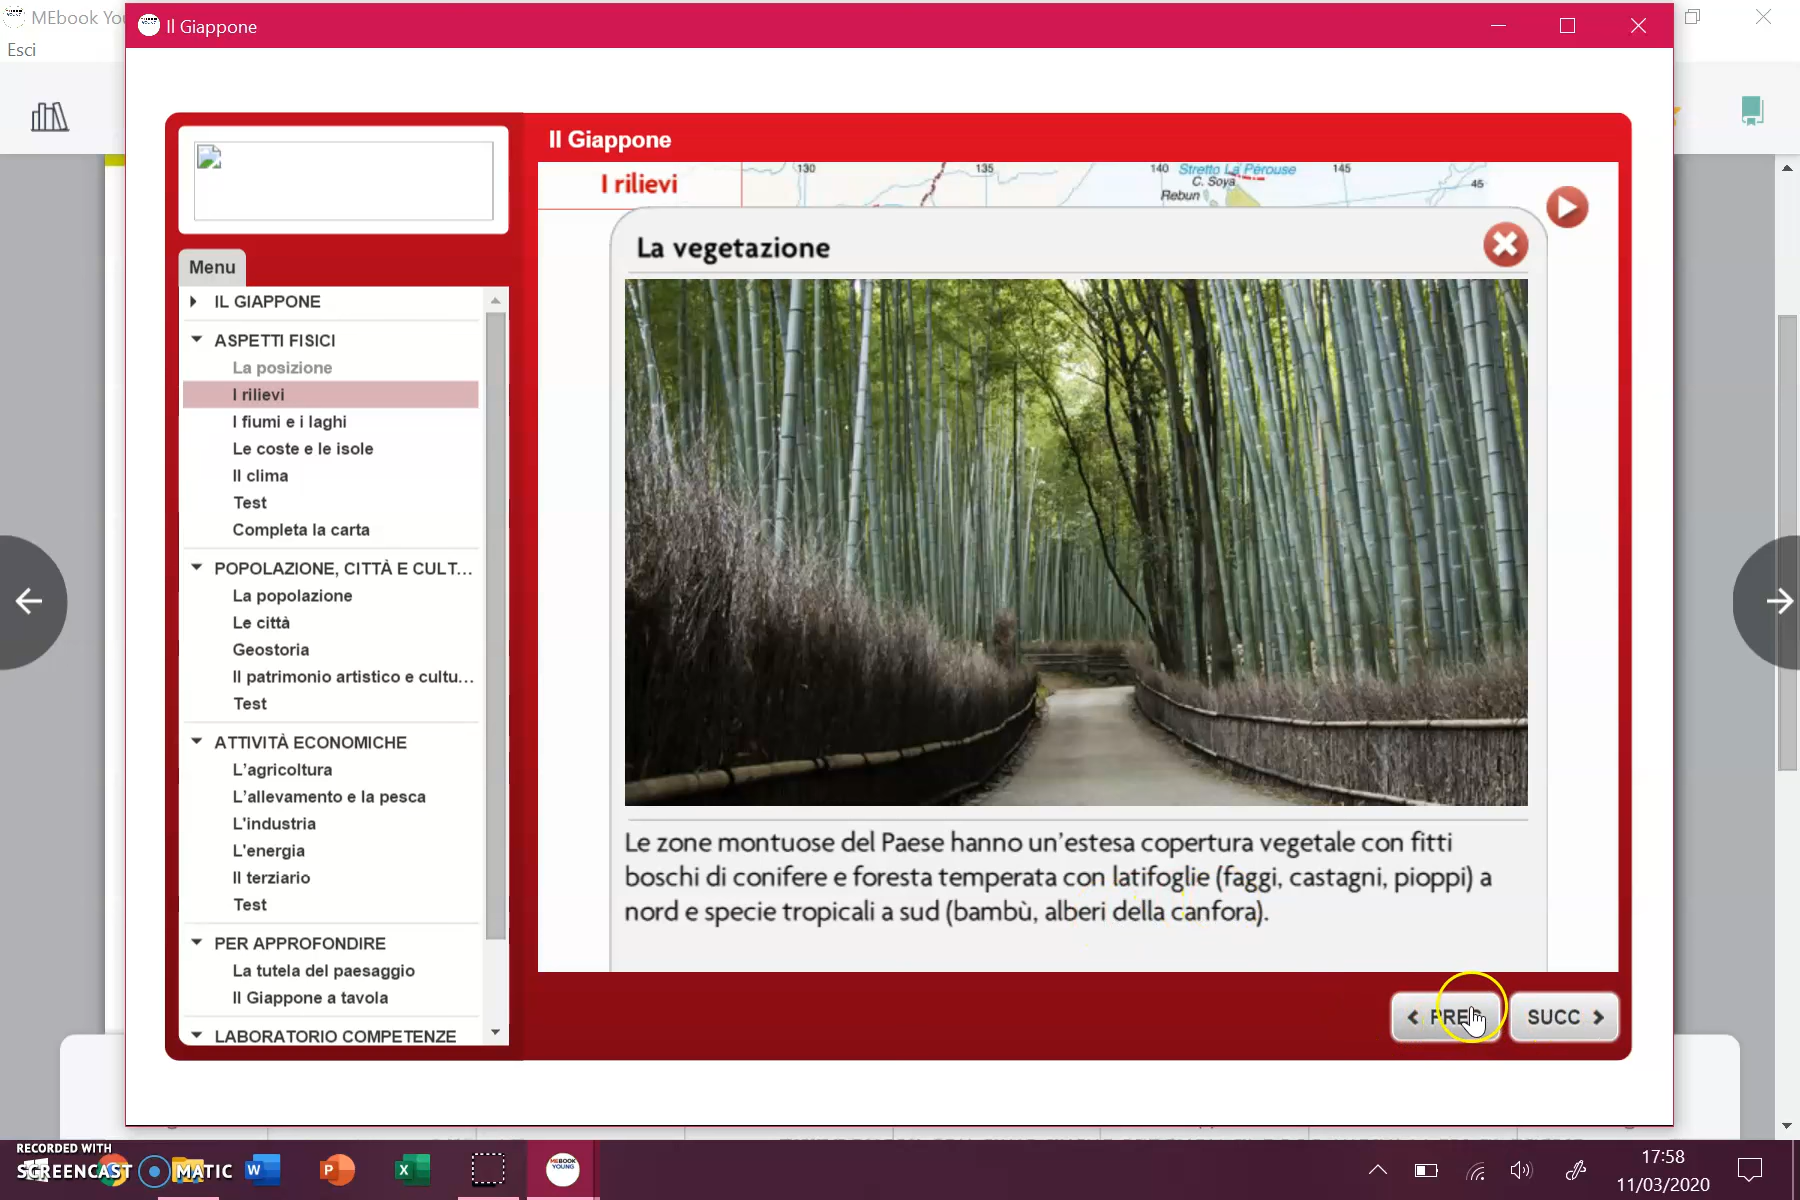 MEbook You
Il Giappone
Esci
Il Giappone
I rilievi
130
135
140
Stretto La Pérouse
145
C. Soya
Rebun
45
La vegetazione
Menu
IL GIAPPONE
ASPETTI FISICI
La posizione
I rilievi
I fiumi e i laghi
Le coste e le isole
Il clima
Test
Completa la carta
POPOLAZIONE, CITTÀ E CULT...
La popolazione
Le città
Geostoria
Il patrimonio artistico e cultu...
Test
ATTIVITÀ ECONOMICHE
L'agricoltura
L'allevamento e la pesca
L'industria
L'energia
Il terziario
Test
PER APPROFONDIRE
La tutela del paesaggio
Il Giappone a tavola
LABORATORIO COMPETENZE
Le zone montuose del Paese hanno un'estesa copertura vegetale con fitti
boschi di conifere e foresta temperata con latifoglie (faggi, castagni, pioppi) a
nord e specie tropicali a sud (bambù, alberi della canfora).
SUCC
RECORDED WITH
SCREENCAST MATIC
W
P
X
MEBOOK
YOUNG
17:58
11/03/2020